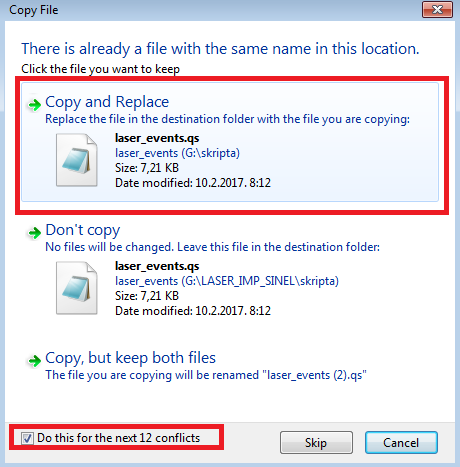 Copy File
There is already a file with the same name in this location.
Click the file you want to keep
Copy and Replace
Replace the file in the destination folder with the file you are copying:
laser_events.qs
laser_events (G:\skripta)
Size: 7,21 KB
Date modified: 10.2.2017. 8:12
Don't copy
No files will be changed. Leave this file in the destination folder:
laser_events.qs
laser_events (G:\LASER_IMP_SINEL\skripta)
Size: 7,21 KB
Date modified: 10.2.2017. 8:12
Copy, but keep both files
The file you are copying will be renamed "laser_events (2).qs"
Do this for the next 12 conflicts
Skip
Cancel